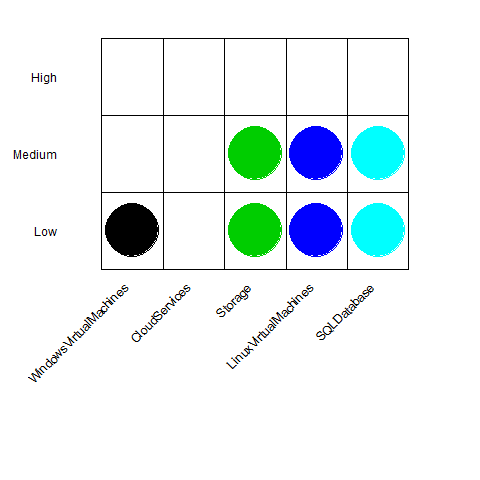 High
Medium
Low
WindowsVirtualMachines
CloudServices
Storage
LinuxVirtualMachines
SQLDatabase